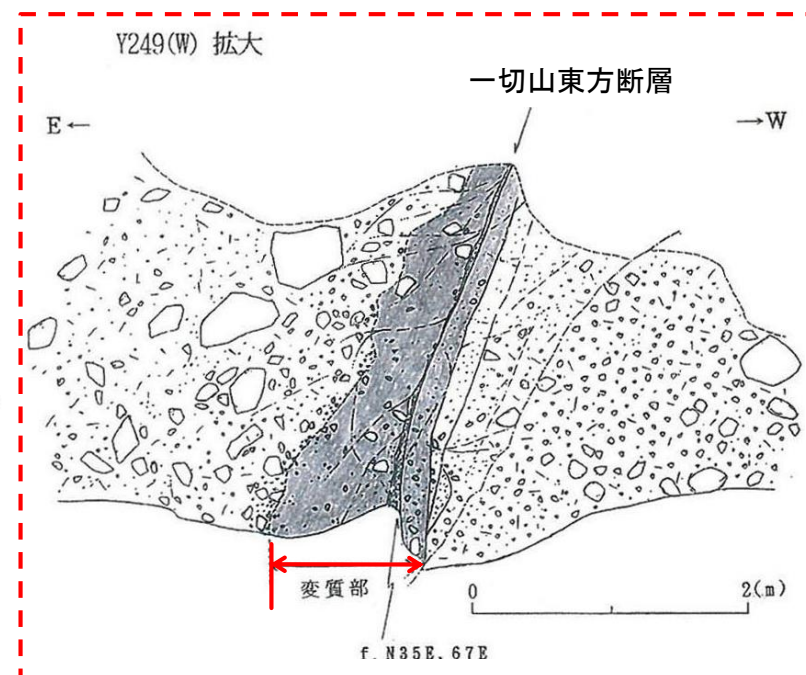 Y249(W) 拡大
一切山東方断層
E←
→W
変質部
0 2(m)
f. N35E, 67E